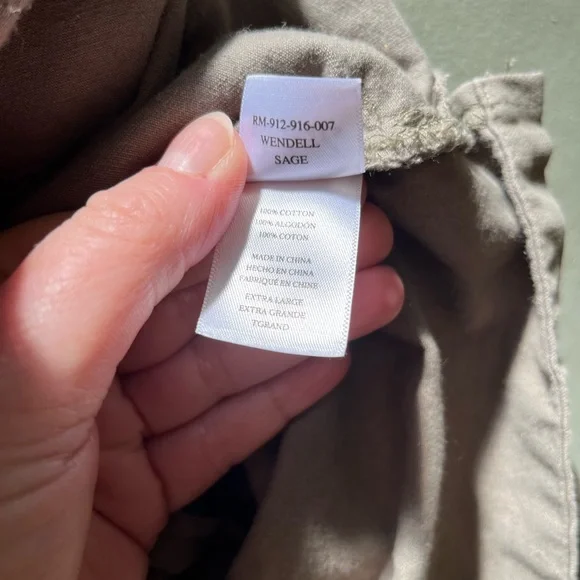 RM-912-916-007
WENDELL
SAGE
100% COTTON
100% ALGODÓN
100% COTON
MADE IN CHINA
HECHO EN CHINA
FABRIQUÉ EN CHINE
EXTRA LARGE
EXTRA GRANDE
TGRAND